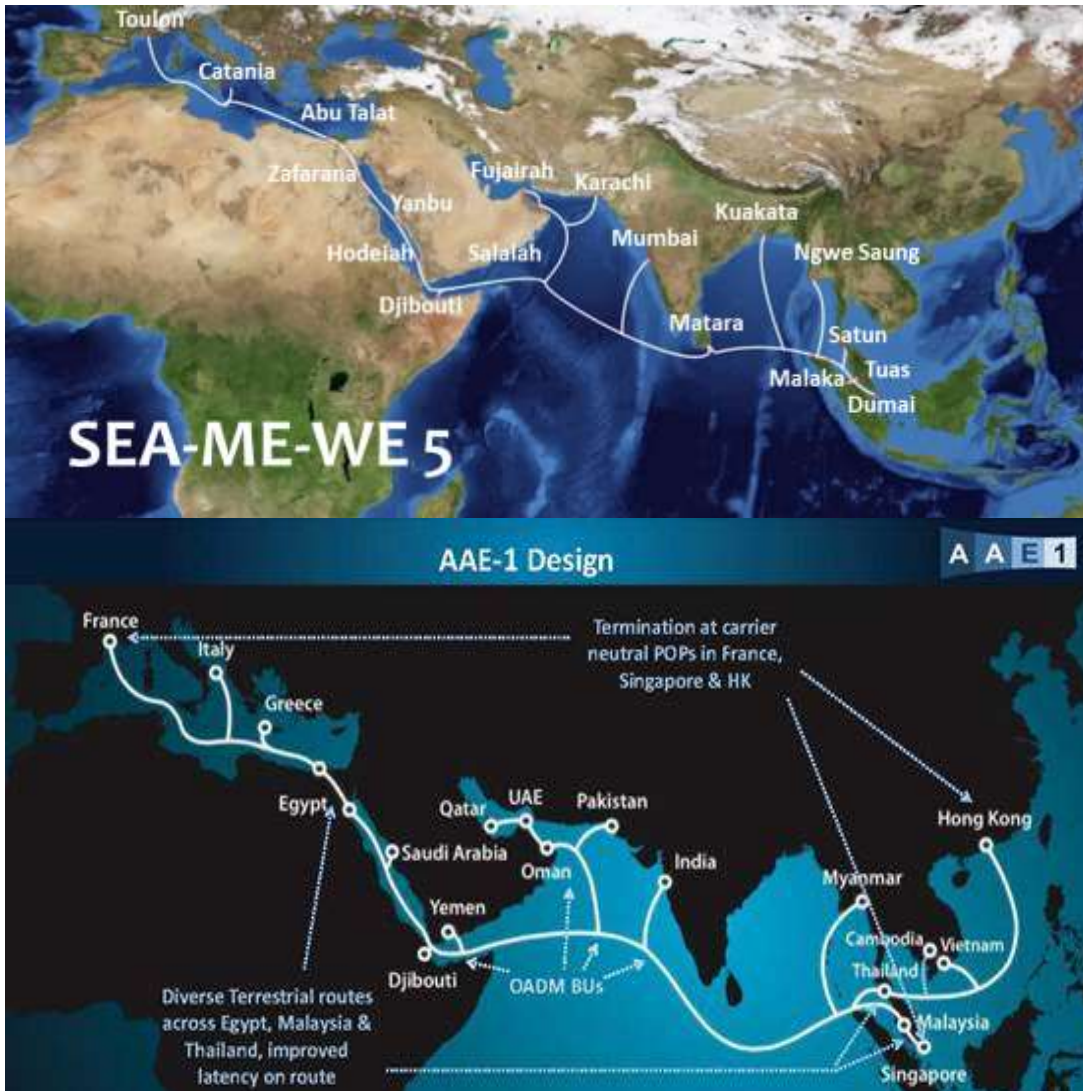 Toulon
Catania
Abu Talat
Zafarana
Fujairah
Karachi
Yanbu
Kuakata
Hodeiah
Salalah
Mumbai
Ngwe Saung
Djibouti
Matara
Satun
Malaka
Tuas
Dumai
SEA-ME-WE 5
AAE-1 Design
A A E 1
France
Italy
Greece
Termination at carrier
neutral POPs in France,
Singapore & HK
Egypt
Qatar
UAE
Pakistan
Hong Kong
Saudi Arabia
Oman
India
Myanmar
Yemen
Cambodia
Vietnam
Djibouti
OADM BUs
Thailand
Diverse Terrestrial routes
across Egypt, Malaysia &
Thailand, improved
latency on route
Malaysia
Singapore